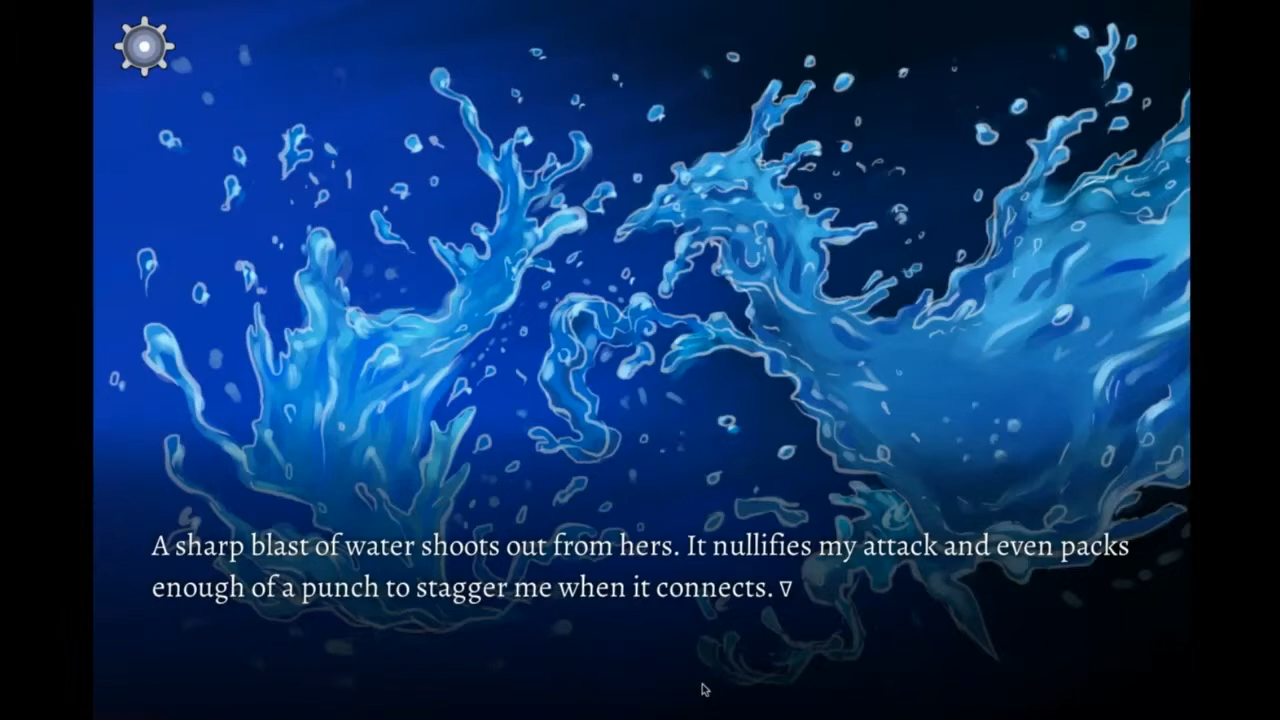 A sharp blast of water shoots out from hers. It nullifies my attack and even packs
enough of a punch to stagger me when it connects. ▿